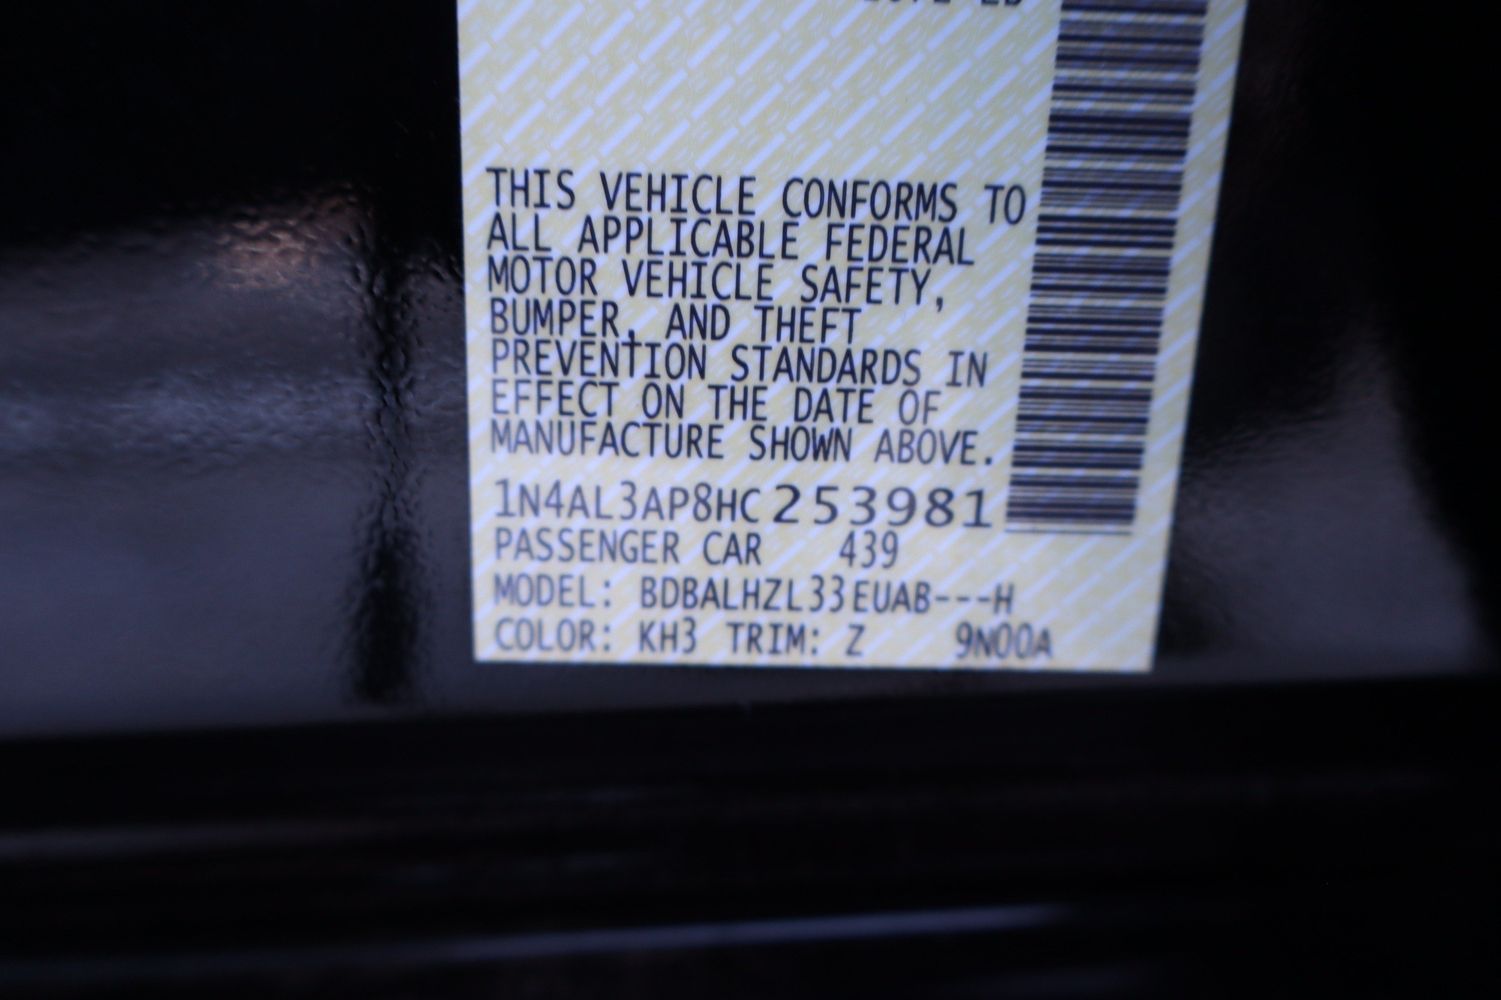 THIS VEHICLE CONFORMS TO
ALL APPLICABLE FEDERAL
MOTOR VEHICLE SAFETY,
BUMPER, AND THEFT
PREVENTION STANDARDS IN
EFFECT ON THE DATE OF
MANUFACTURE SHOWN ABOVE.
1N4AL3AP8HC253981
PASSENGER CAR 439
MODEL: BDBALHZL33EUAB---H
COLOR: KH3 TRIM: Z 9N00A